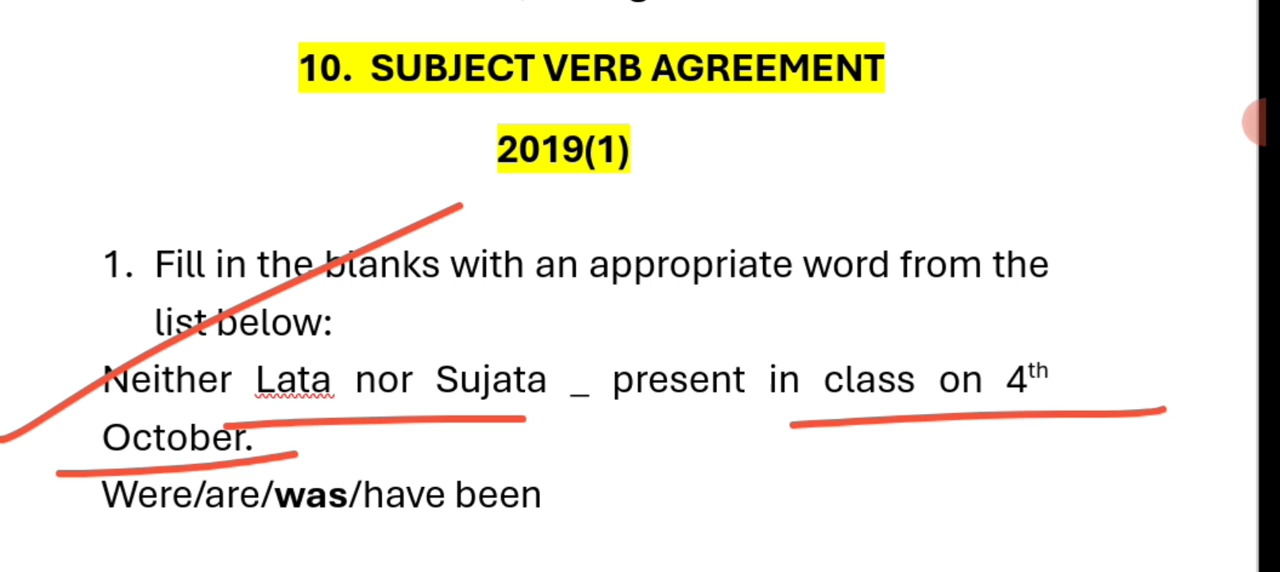 10. SUBJECT VERB AGREEMENT
2019(1)
1. Fill in the blanks with an appropriate word from the
list below:
Neither Lata nor Sujata _ present in class on 4th
October.
Were/are/was/have been